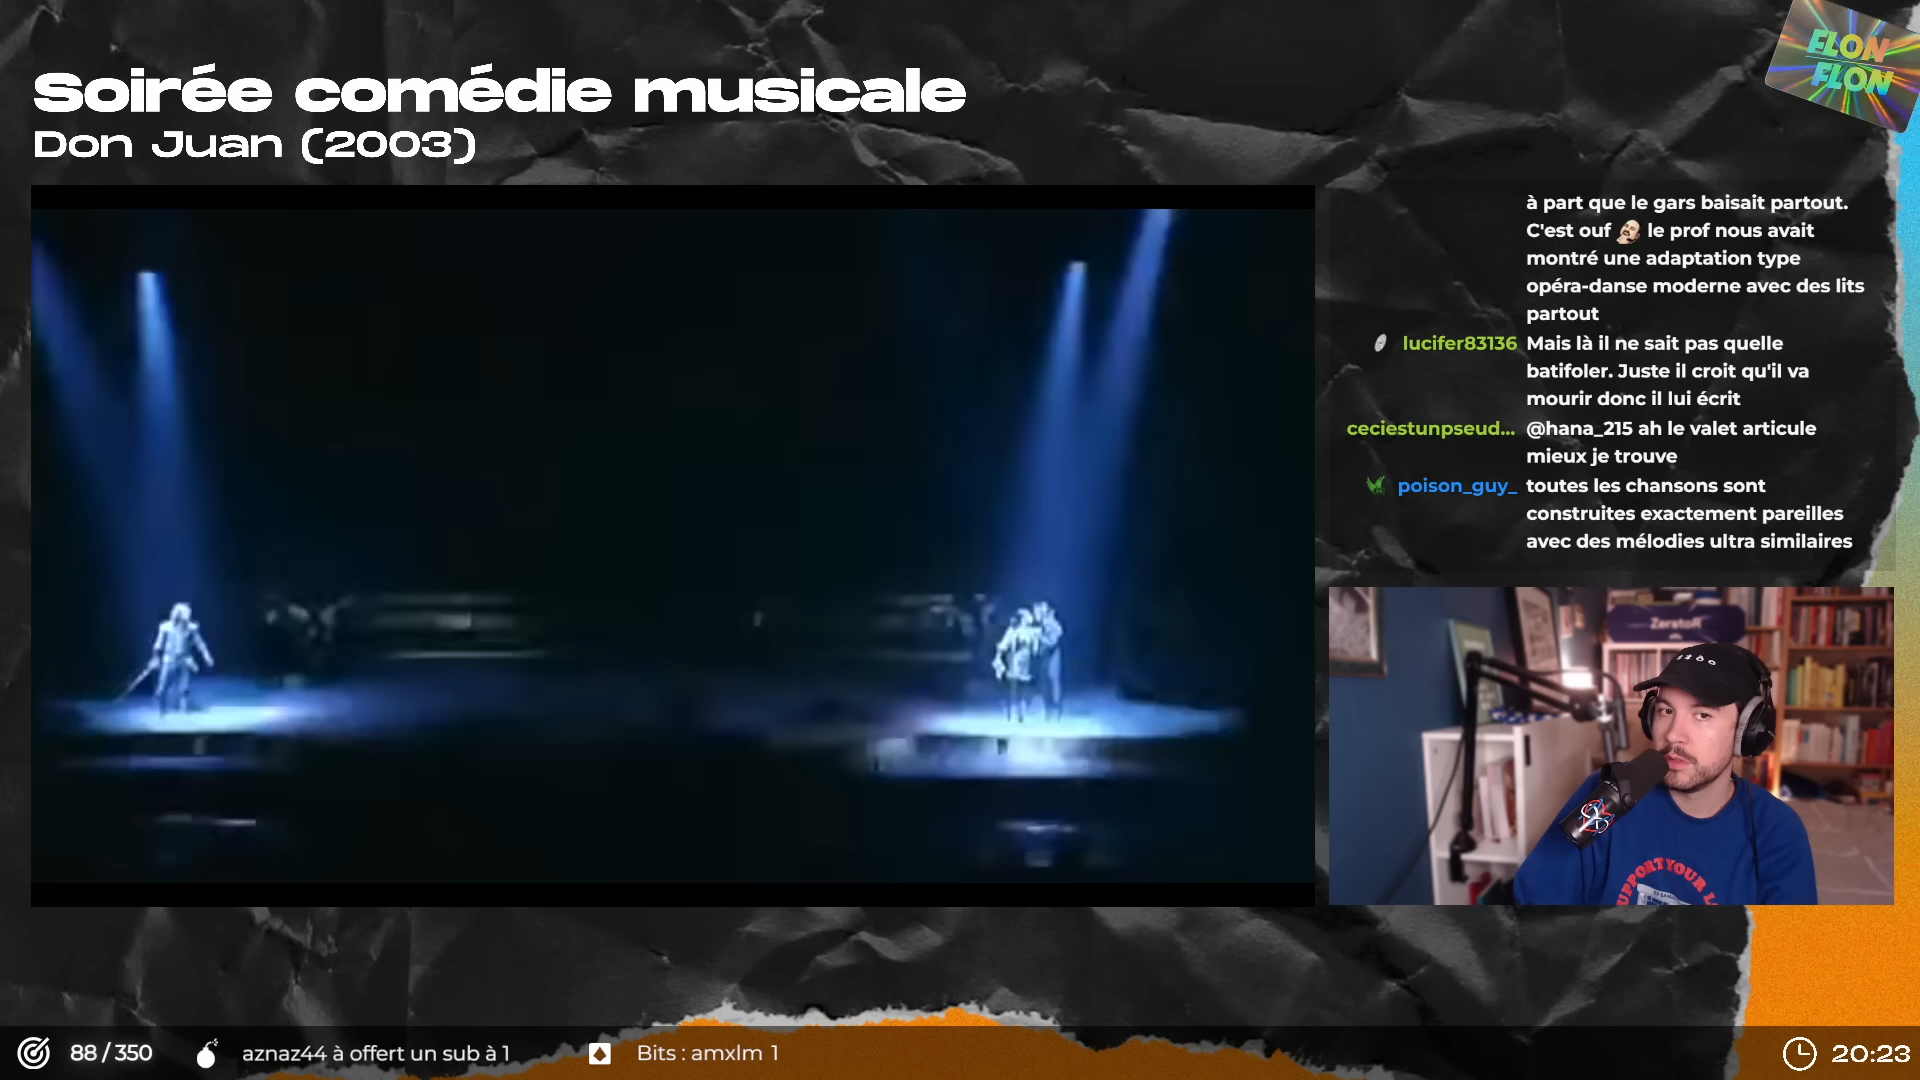 Soirée comédie musicale
Don Juan (2003)
FLON
FLON
à part que le gars baisait partout.
C'est ouf le prof nous avait
montré une adaptation type
opéra-danse moderne avec des lits
partout
lucifer83136 Mais là il ne sait pas quelle
batifoler. Juste il croit qu'il va
mourir donc il lui écrit
ceciestunpseud... @hana_215 ah le valet articule
mieux je trouve
poison_guy_ toutes les chansons sont
construites exactement pareilles
avec des mélodies ultra similaires
ZeratoR
88 / 350
aznaz44 à offert un sub à 1
Bits : amxlm 1
20:23